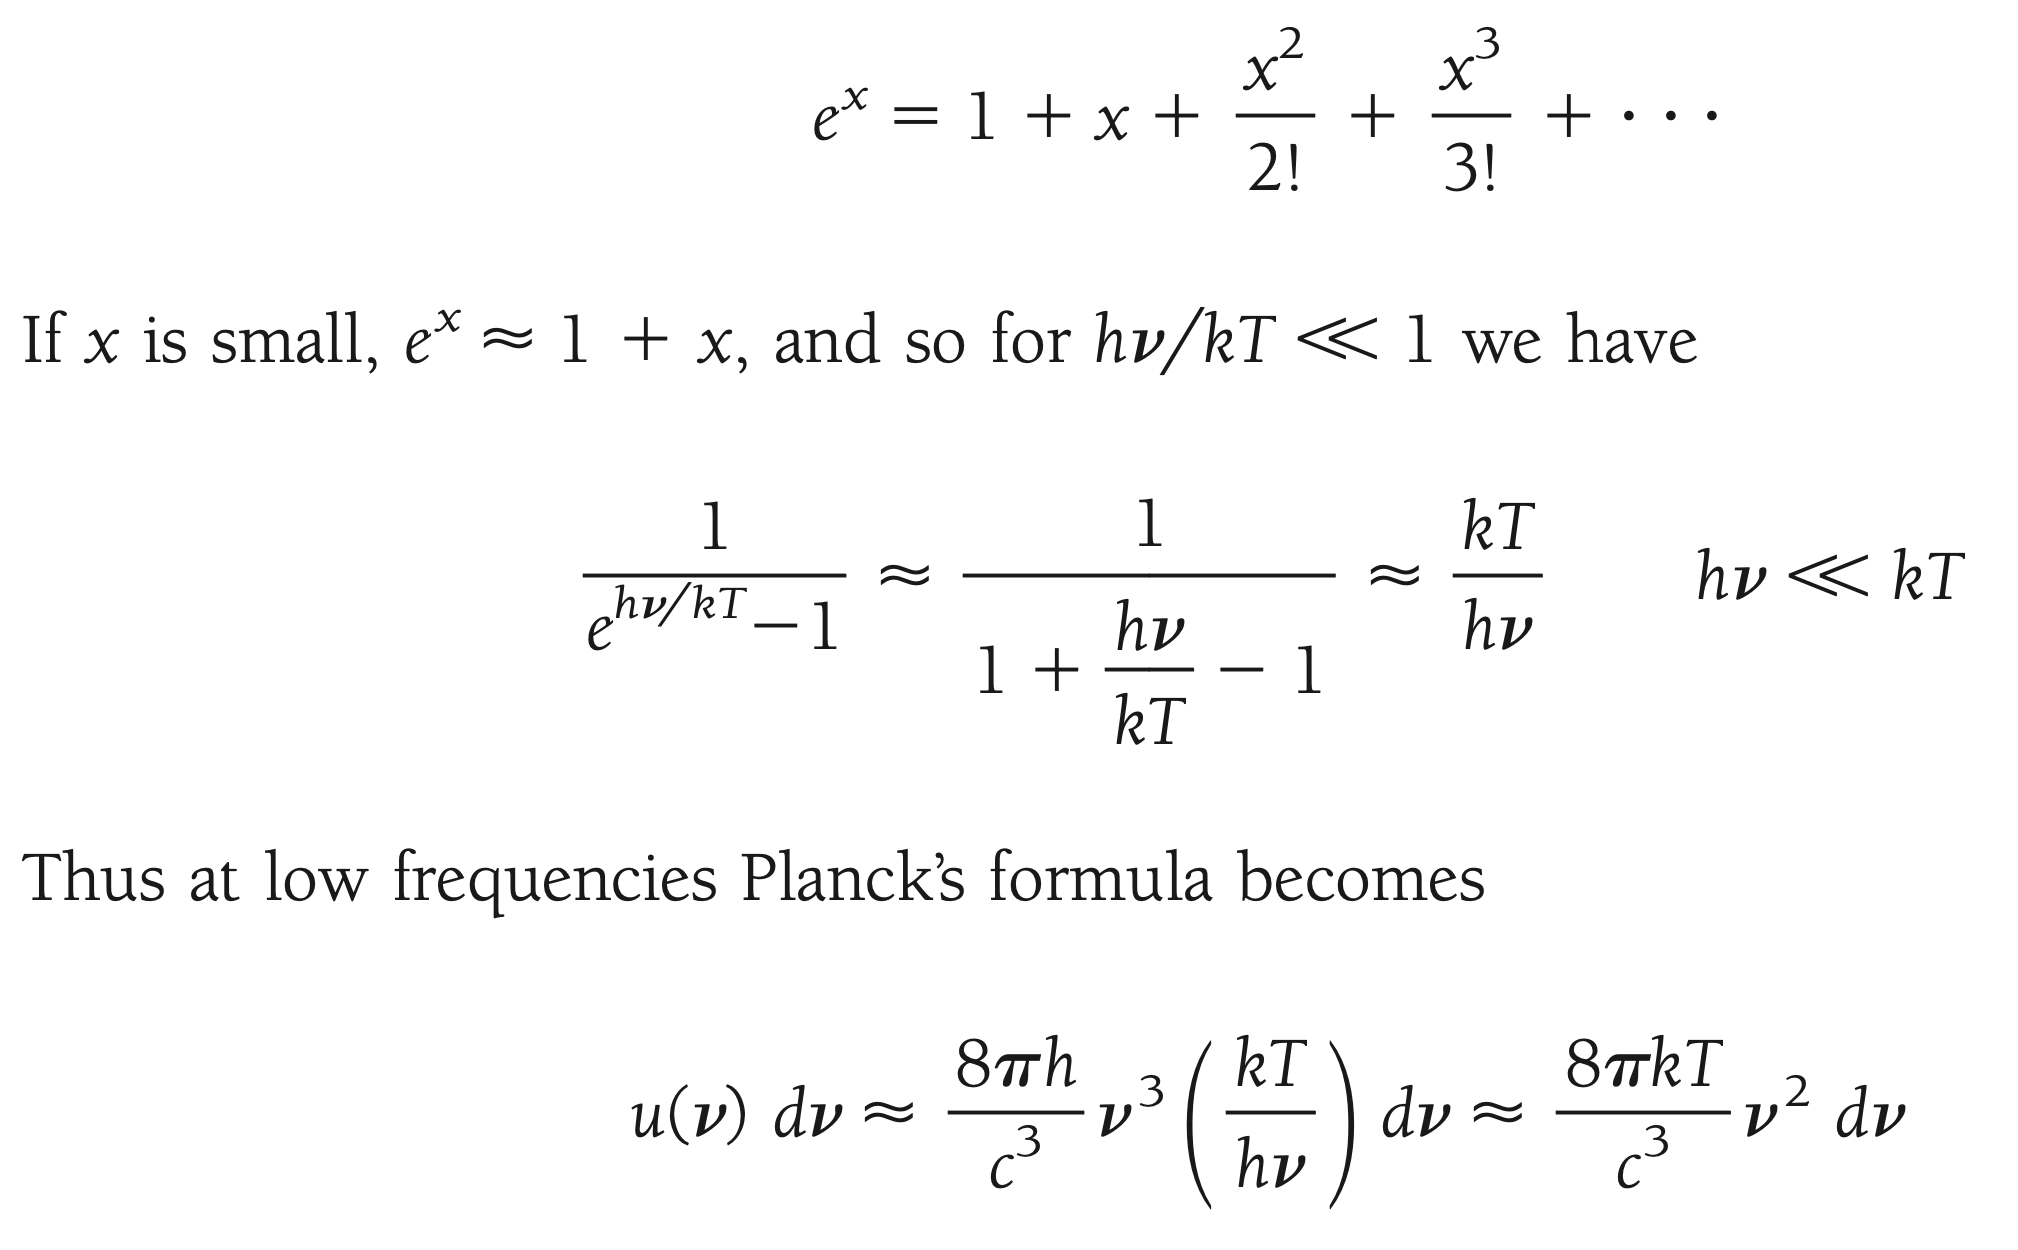 e^x = 1 + x + x^2/2! + x^3/3! + · · ·
If x is small, e^x ≈ 1 + x, and so for hν/kT ≪ 1 we have
1/(e^{hν/kT} − 1) ≈ 1/(1 + hν/kT − 1) ≈ kT/hν    hν ≪ kT
Thus at low frequencies Planck’s formula becomes
u(ν) dν ≈ 8πh/c^3 ν^3 (kT/hν) dν ≈ 8πkT/c^3 ν^2 dν